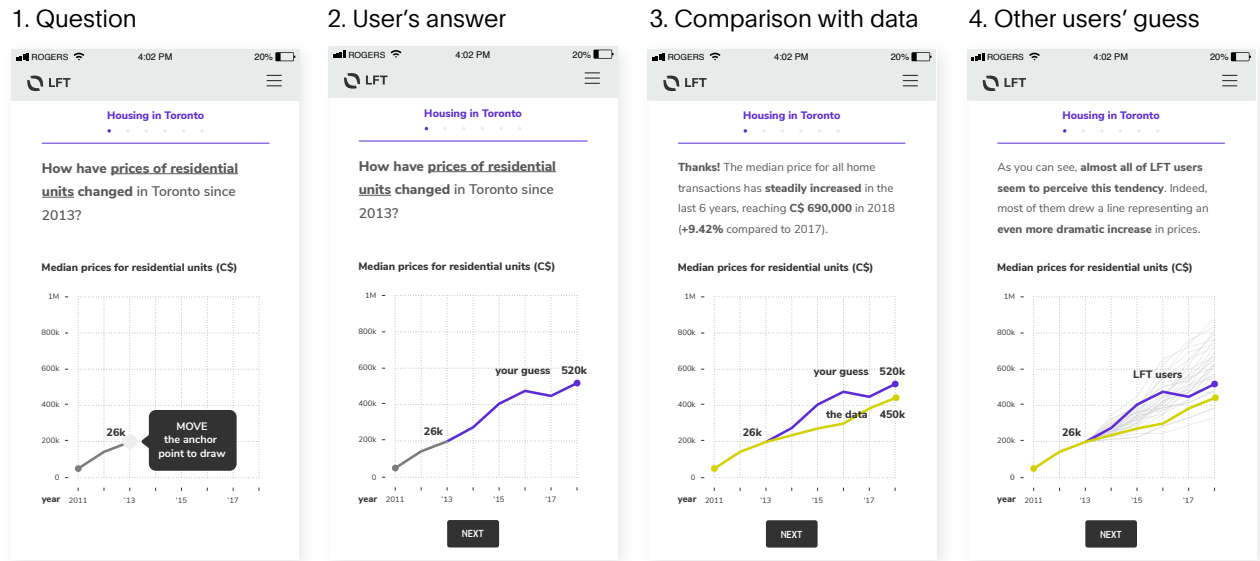 1. Question
ROGERS 4:02 PM 20%
LFT
Housing in Toronto
How have prices of residential
units changed in Toronto since
2013?
Median prices for residential units (C$)
1M
800k
600k
400k
200k
0
26k
MOVE
the anchor
point to draw
year 2011 '13 '15 '17
2. User's answer
ROGERS 4:02 PM 20%
LFT
Housing in Toronto
How have prices of residential
units changed in Toronto since
2013?
Median prices for residential units (C$)
1M
800k
600k
400k
200k
0
your guess 520k
26k
year 2011 '13 '15 '17
NEXT
3. Comparison with data
ROGERS 4:02 PM 20%
LFT
Housing in Toronto
Thanks! The median price for all home
transactions has steadily increased in the
last 6 years, reaching C$ 690,000 in 2018
(+9.42% compared to 2017).
Median prices for residential units (C$)
1M
800k
600k
400k
200k
0
your guess 520k
the data 450k
26k
year 2011 '13 '15 '17
NEXT
4. Other users' guess
ROGERS 4:02 PM 20%
LFT
Housing in Toronto
As you can see, almost all of LFT users
seem to perceive this tendency. Indeed,
most of them drew a line representing an
even more dramatic increase in prices.
Median prices for residential units (C$)
1M
800k
600k
400k
200k
0
LFT users
26k
year 2011 '13 '15 '17
NEXT